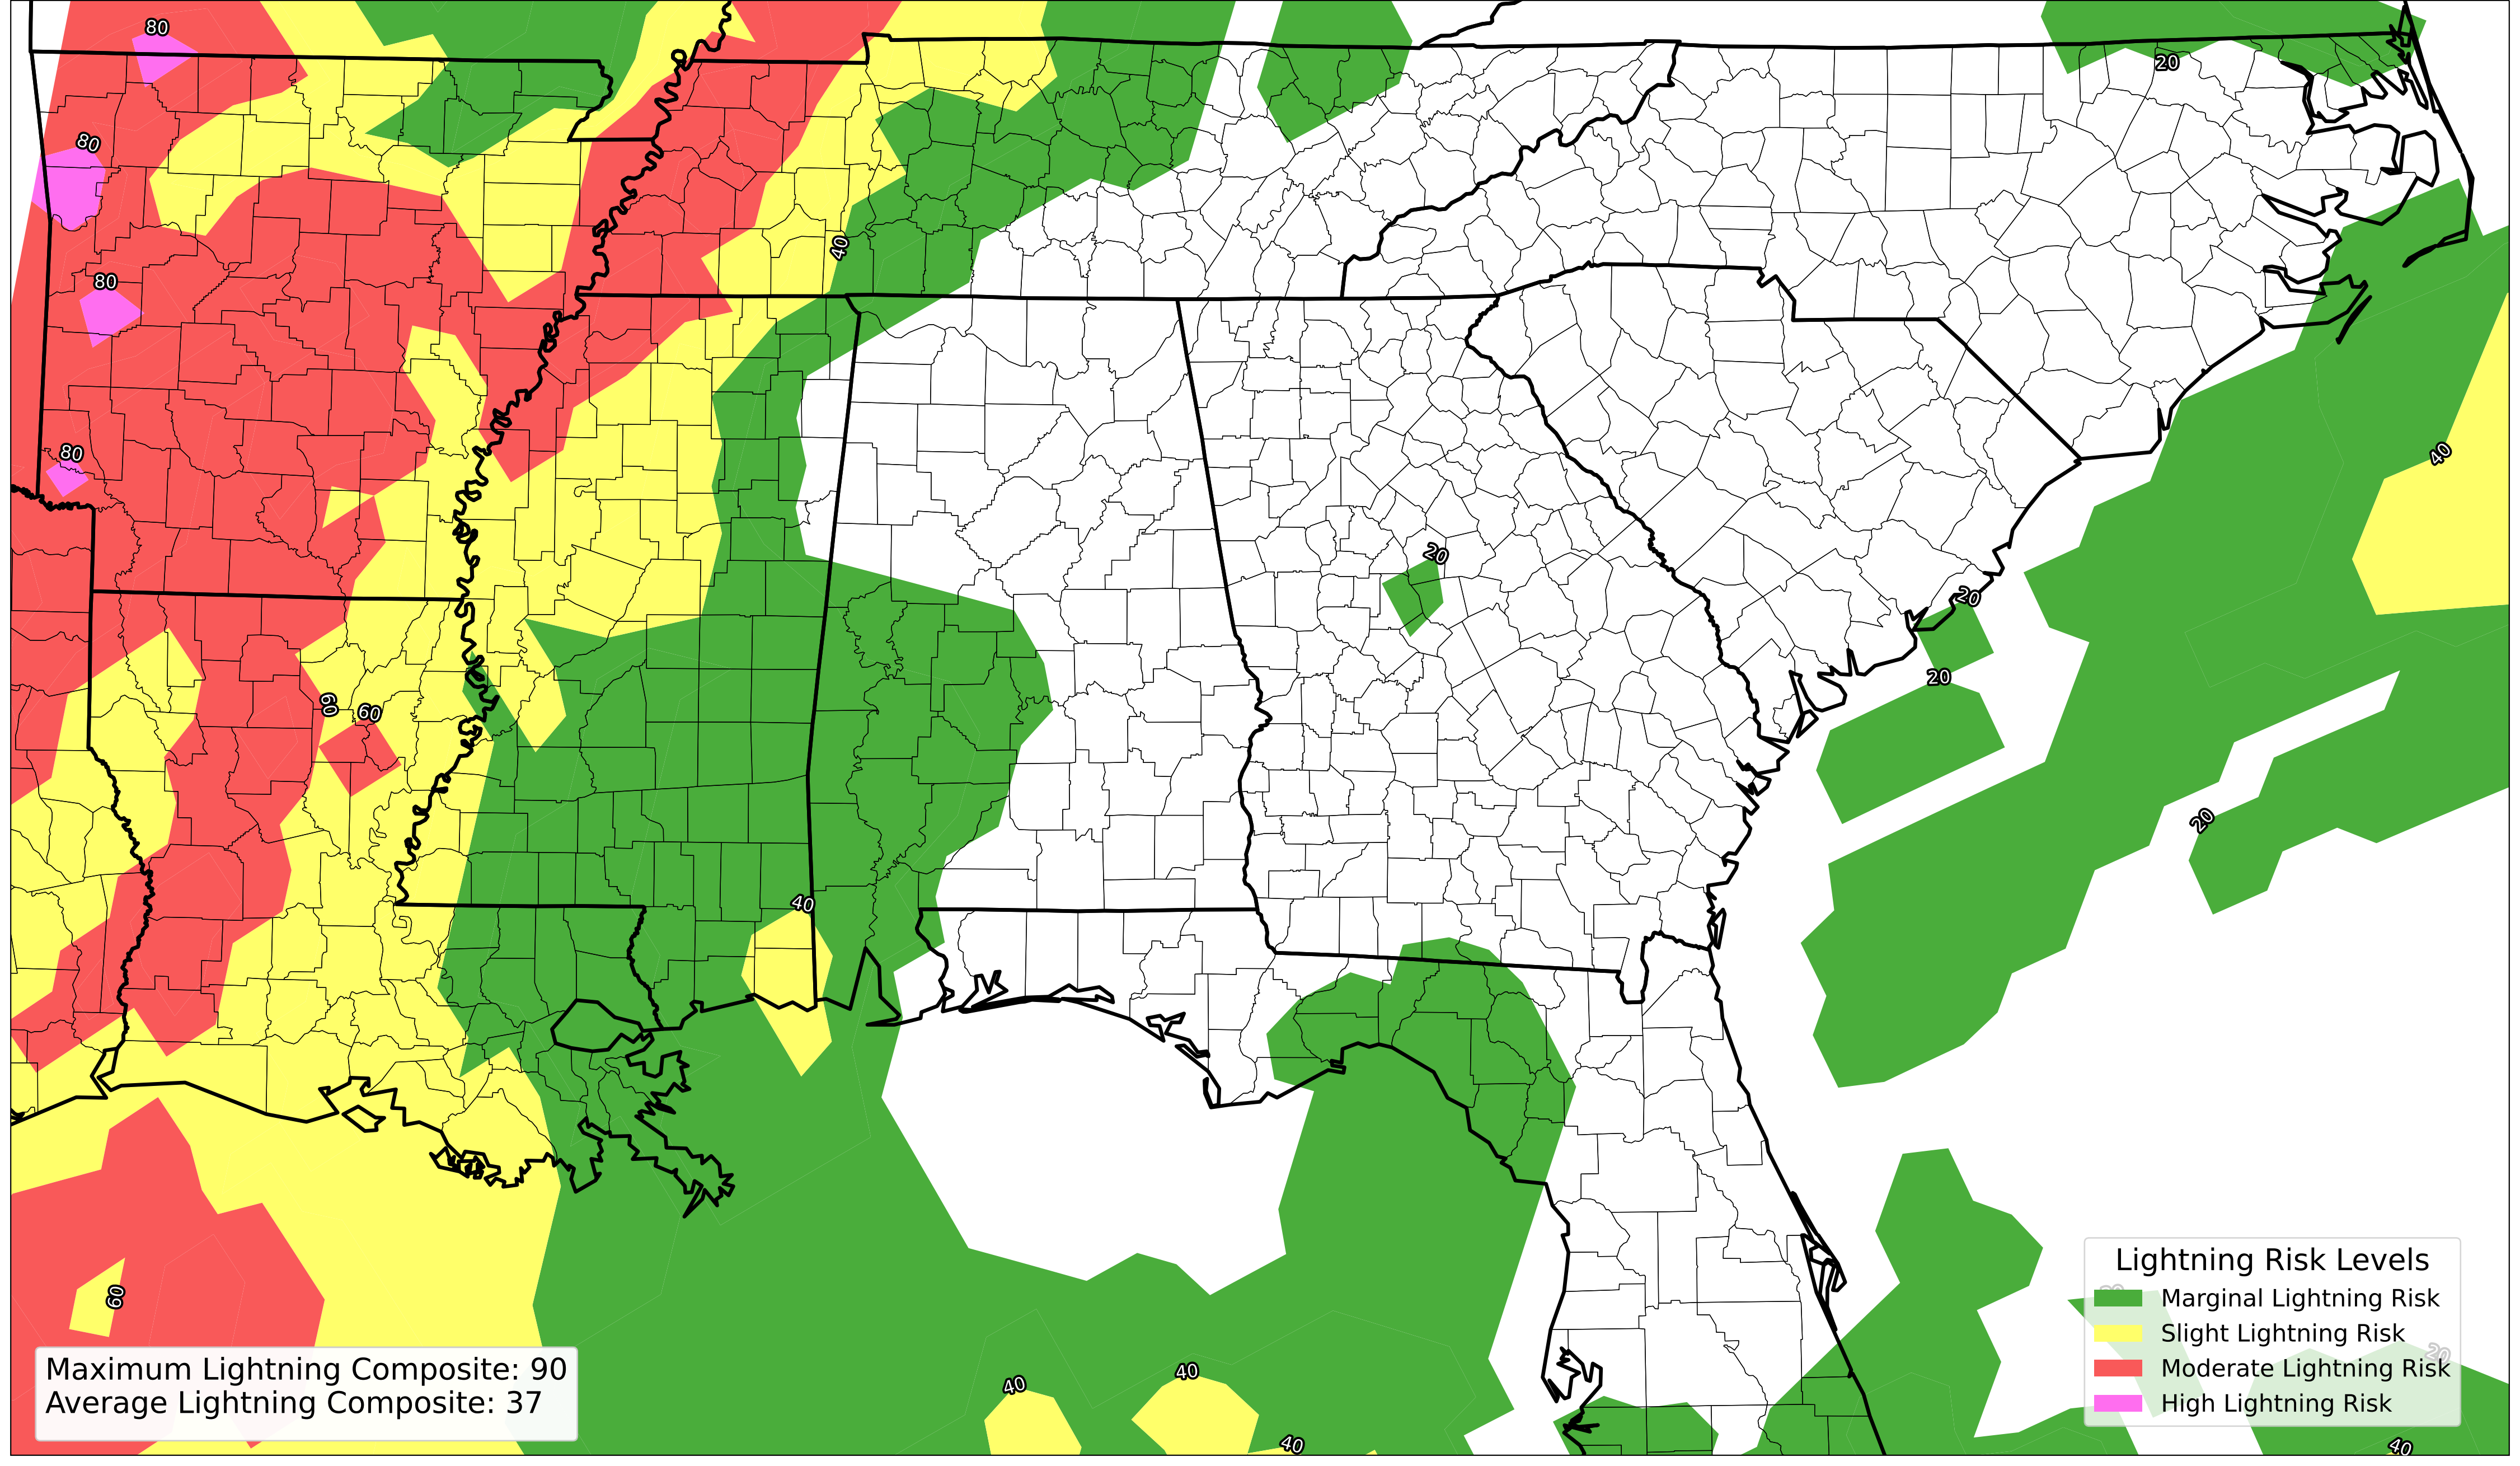 80
20
80
40
80
40
80
20
20
20
60
60
20
40
Lightning Risk Levels
60
Marginal Lightning Risk
Slight Lightning Risk
20
Maximum Lightning Composite: 90
Moderate Lightning Risk
40
40
Average Lightning Composite: 37
High Lightning Risk
40
40